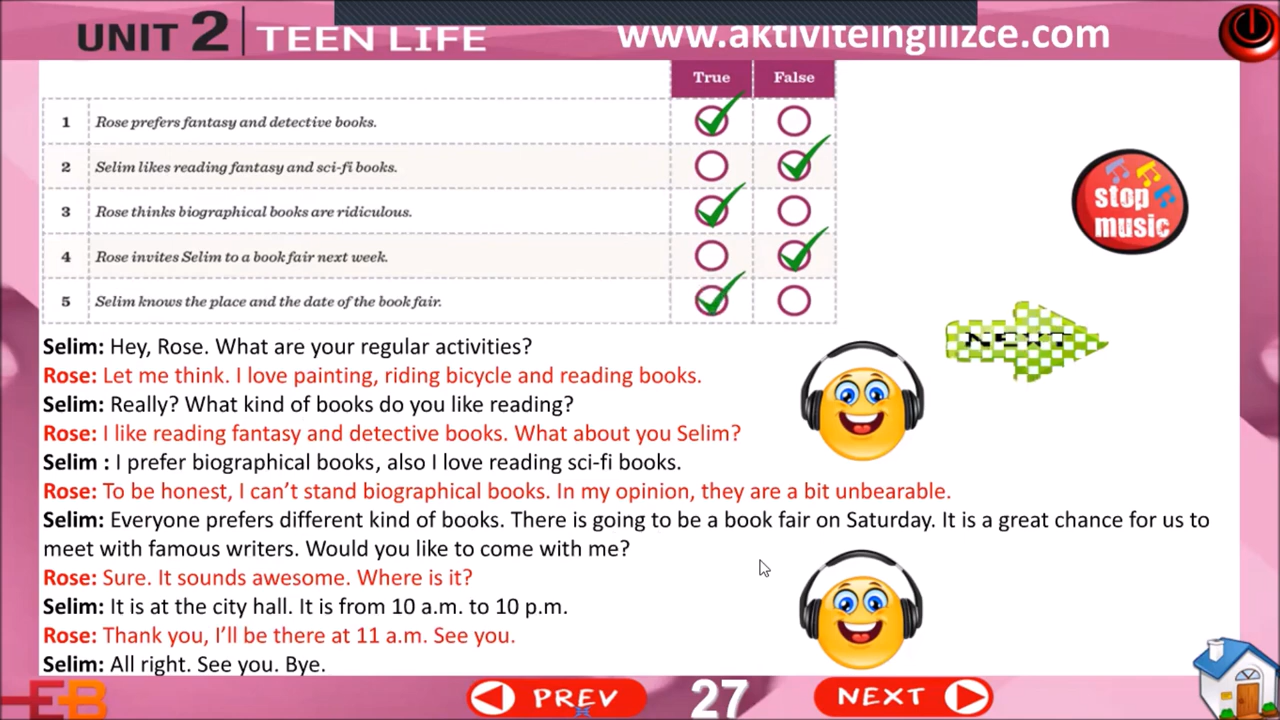 UNIT 2 TEEN LIFE
www.aktiviteingilizce.com
True False
1 Rose prefers fantasy and detective books.
2 Selim likes reading fantasy and sci-fi books.
3 Rose thinks biographical books are ridiculous.
4 Rose invites Selim to a book fair next week.
5 Selim knows the place and the date of the book fair.
stop
music
NEXT
Selim: Hey, Rose. What are your regular activities?
Rose: Let me think. I love painting, riding bicycle and reading books.
Selim: Really? What kind of books do you like reading?
Rose: I like reading fantasy and detective books. What about you Selim?
Selim : I prefer biographical books, also I love reading sci-fi books.
Rose: To be honest, I can’t stand biographical books. In my opinion, they are a bit unbearable.
Selim: Everyone prefers different kind of books. There is going to be a book fair on Saturday. It is a great chance for us to
meet with famous writers. Would you like to come with me?
Rose: Sure. It sounds awesome. Where is it?
Selim: It is at the city hall. It is from 10 a.m. to 10 p.m.
Rose: Thank you, I’ll be there at 11 a.m. See you.
Selim: All right. See you. Bye.
EB
PREV 27 NEXT